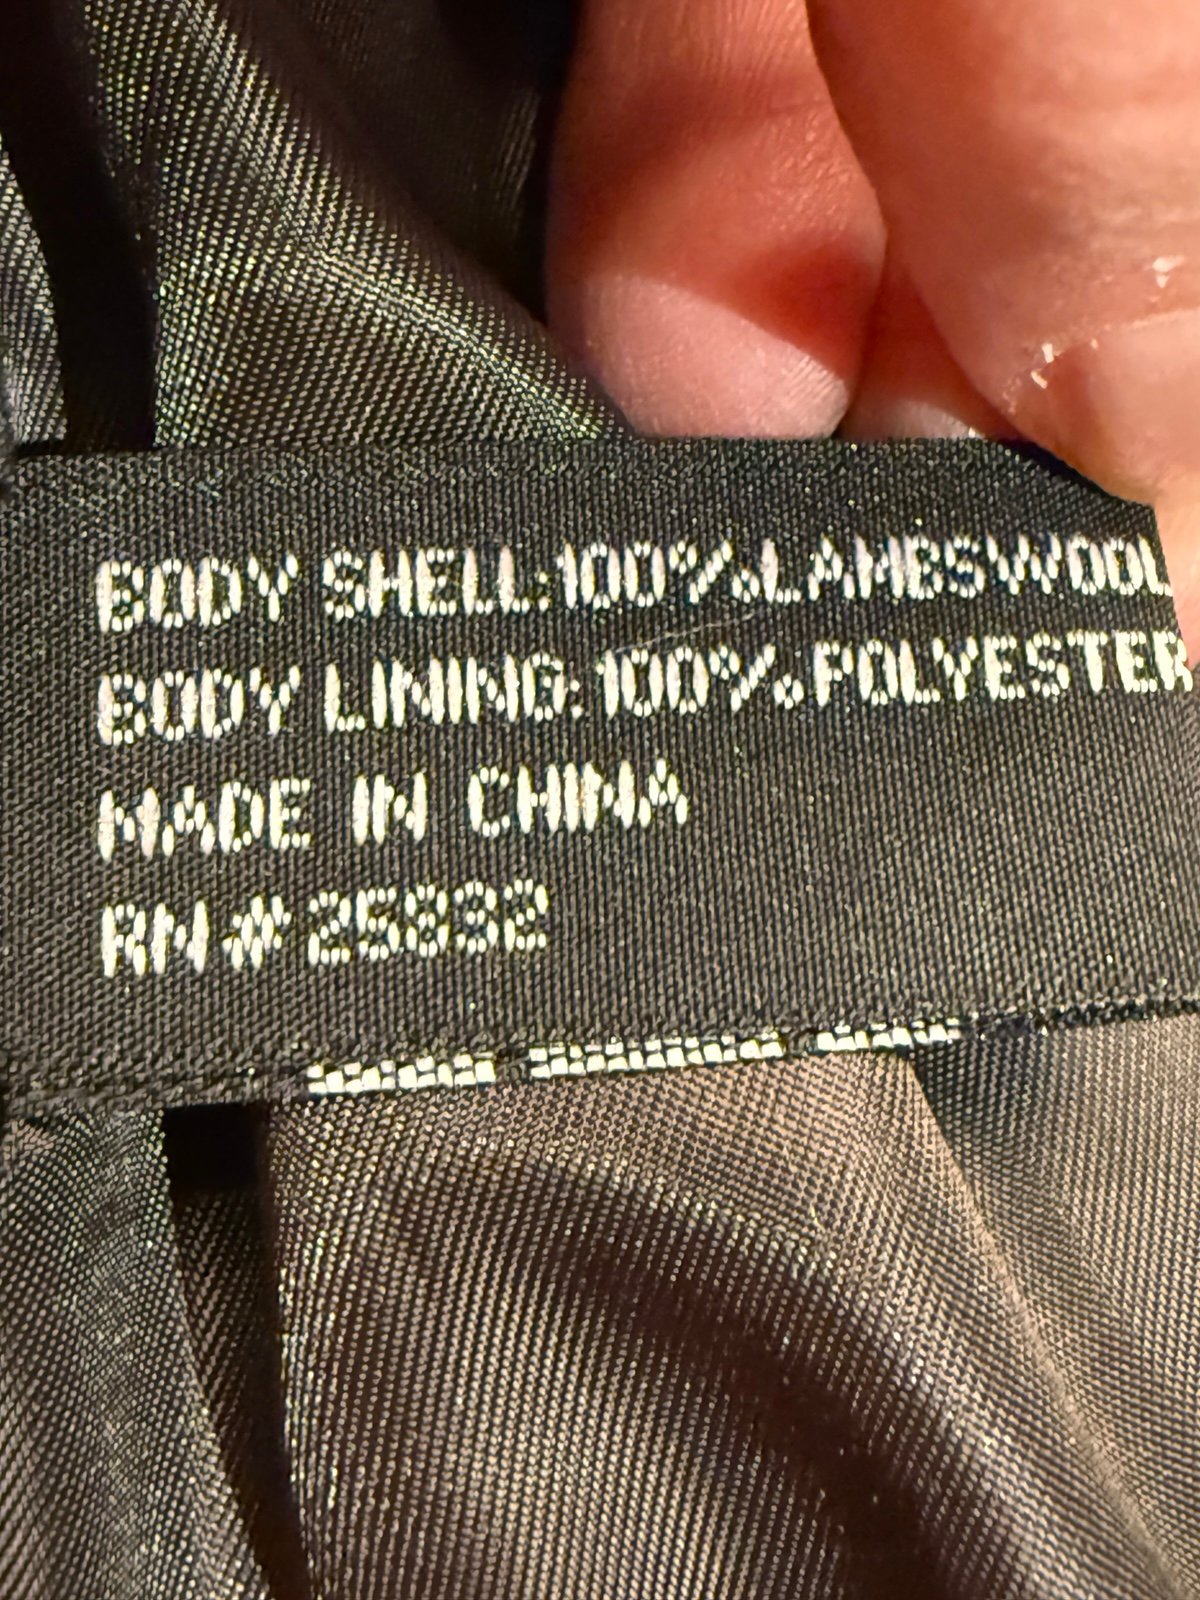 BODY SHELL:100%LAMBSWOOL
BODY LINING:100%POLYESTER
MADE IN CHINA
RN# 25832